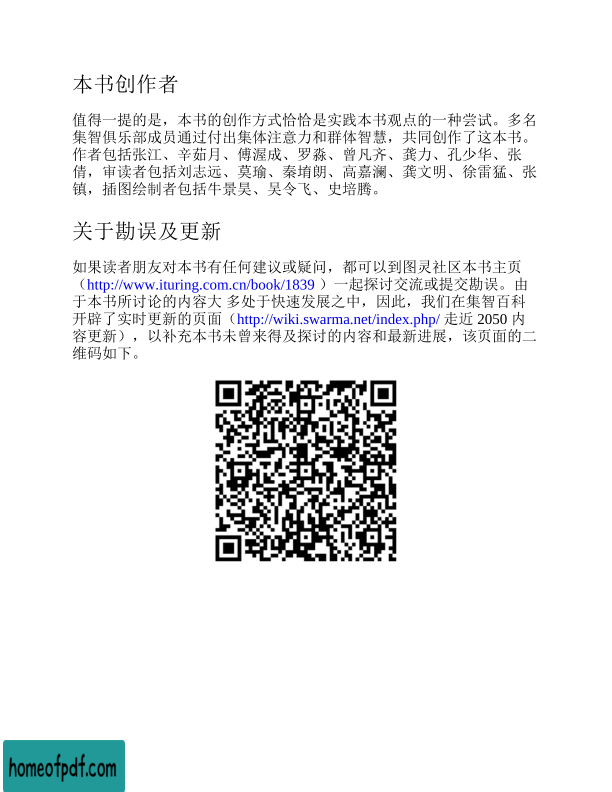 本书创作者
值得一提的是，本书的创作方式恰恰是实践本书观点的一种尝试。多名
集智俱乐部成员通过付出集体注意力和群体智慧，共同创作了这本书。
作者包括张江、辛茹月、傅渥成、罗淼、曾凡齐、龚力、孔少华、张
倩，审读者包括刘志远、莫瑜、秦堉朗、高嘉澜、龚文明、徐雷猛、张
镇，插图绘制者包括牛景昊、吴令飞、史培腾。
关于勘误及更新
如果读者朋友对本书有任何建议或疑问，都可以到图灵社区本书主页
（http://www.ituring.com.cn/book/1839 ）一起探讨交流或提交勘误。由
于本书所讨论的内容大 多处于快速发展之中，因此，我们在集智百科
开辟了实时更新的页面（http://wiki.swarma.net/index.php/ 走近 2050 内
容更新），以补充本书未曾来得及探讨的内容和最新进展，该页面的二
维码如下。
homeofpdf.com